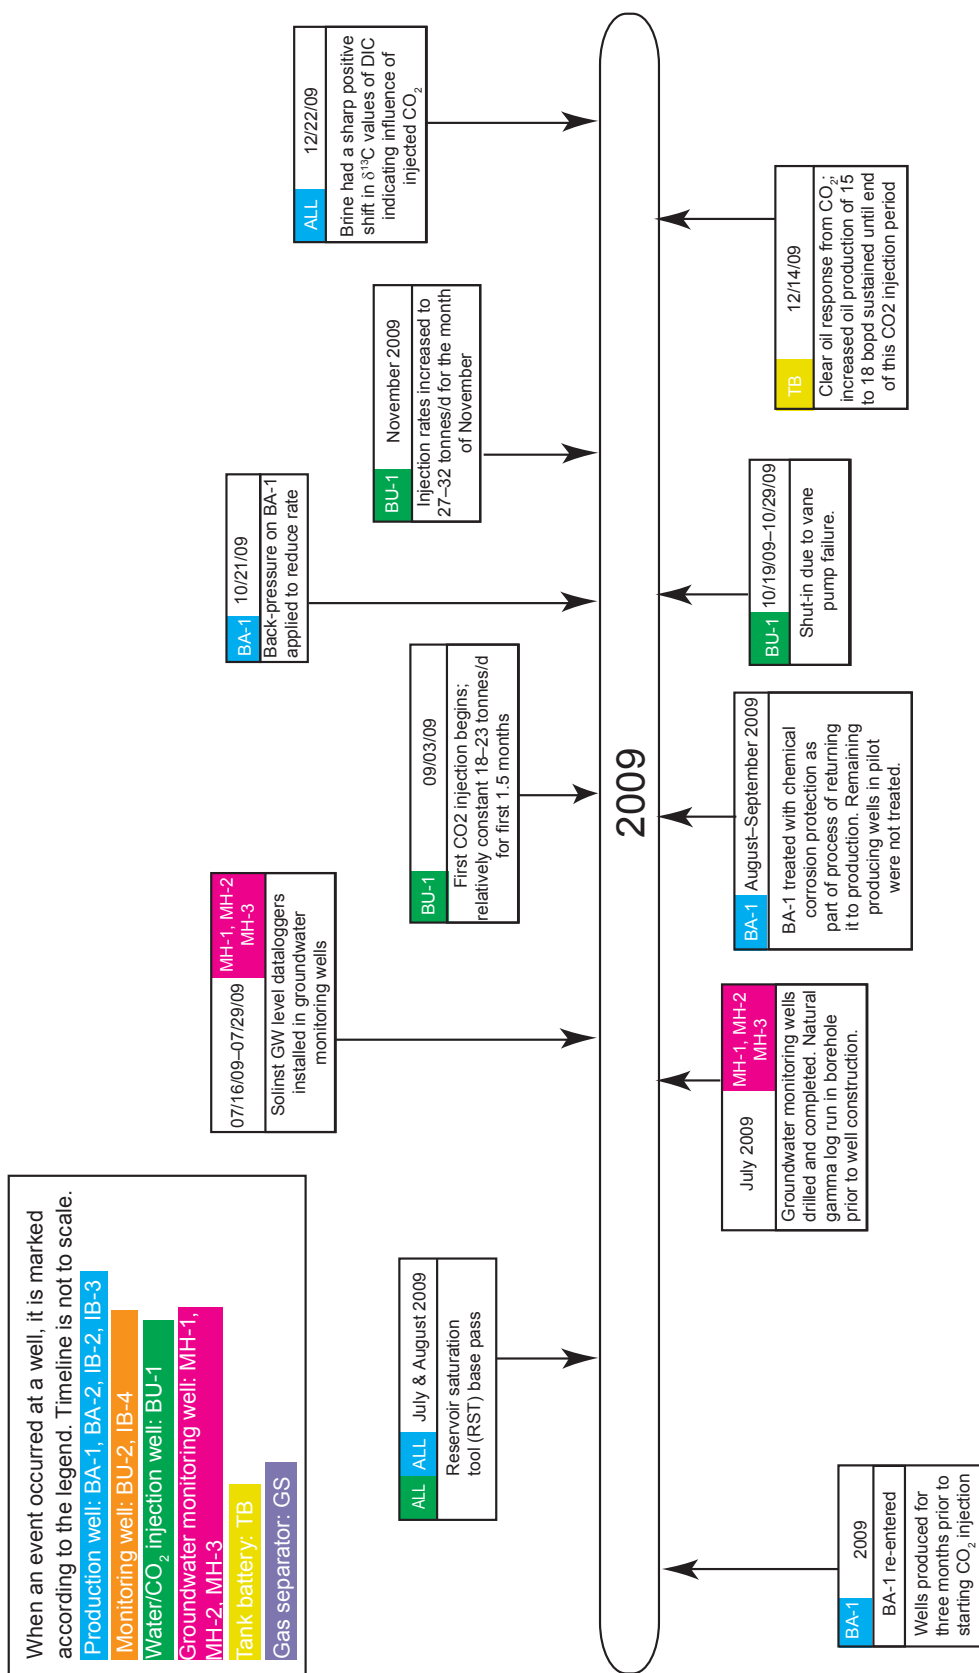 When an event occurred at a well, it is marked
according to the legend. Timeline is not to scale.
Production well: BA-1, BA-2, IB-2, IB-3
Monitoring well: BU-2, IB-4
Water/CO₂ injection well: BU-1
Groundwater monitoring well: MH-1,
MH-2, MH-3
Tank battery: TB
Gas separator: GS
BA-1 2009
BA-1 re-entered
Wells produced for
three months prior to
starting CO₂ injection
ALL ALL July & August 2009
Reservoir saturation
tool (RST) base pass
July 2009 MH-1, MH-2
MH-3
Groundwater monitoring wells
drilled and completed. Natural
gamma log run in borehole
prior to well construction.
07/16/09–07/29/09 MH-1, MH-2
MH-3
Solinst GW level dataloggers
installed in groundwater
monitoring wells
BA-1 August–September 2009
BA-1 treated with chemical
corrosion protection as
part of process of returning
it to production. Remaining
producing wells in pilot
were not treated.
BU-1 09/03/09
First CO2 injection begins;
relatively constant 18–23 tonnes/d
for first 1.5 months
2009
BU-1 10/19/09–10/29/09
Shut-in due to vane
pump failure.
BA-1 10/21/09
Back-pressure on BA-1
applied to reduce rate
BU-1 November 2009
Injection rates increased to
27–32 tonnes/d for the month
of November
TB 12/14/09
Clear oil response from CO₂;
increased oil production of 15
to 18 bopd sustained until end
of this CO2 injection period
ALL 12/22/09
Brine had a sharp positive
shift in δ¹³C values of DIC
indicating influence of
injected CO₂